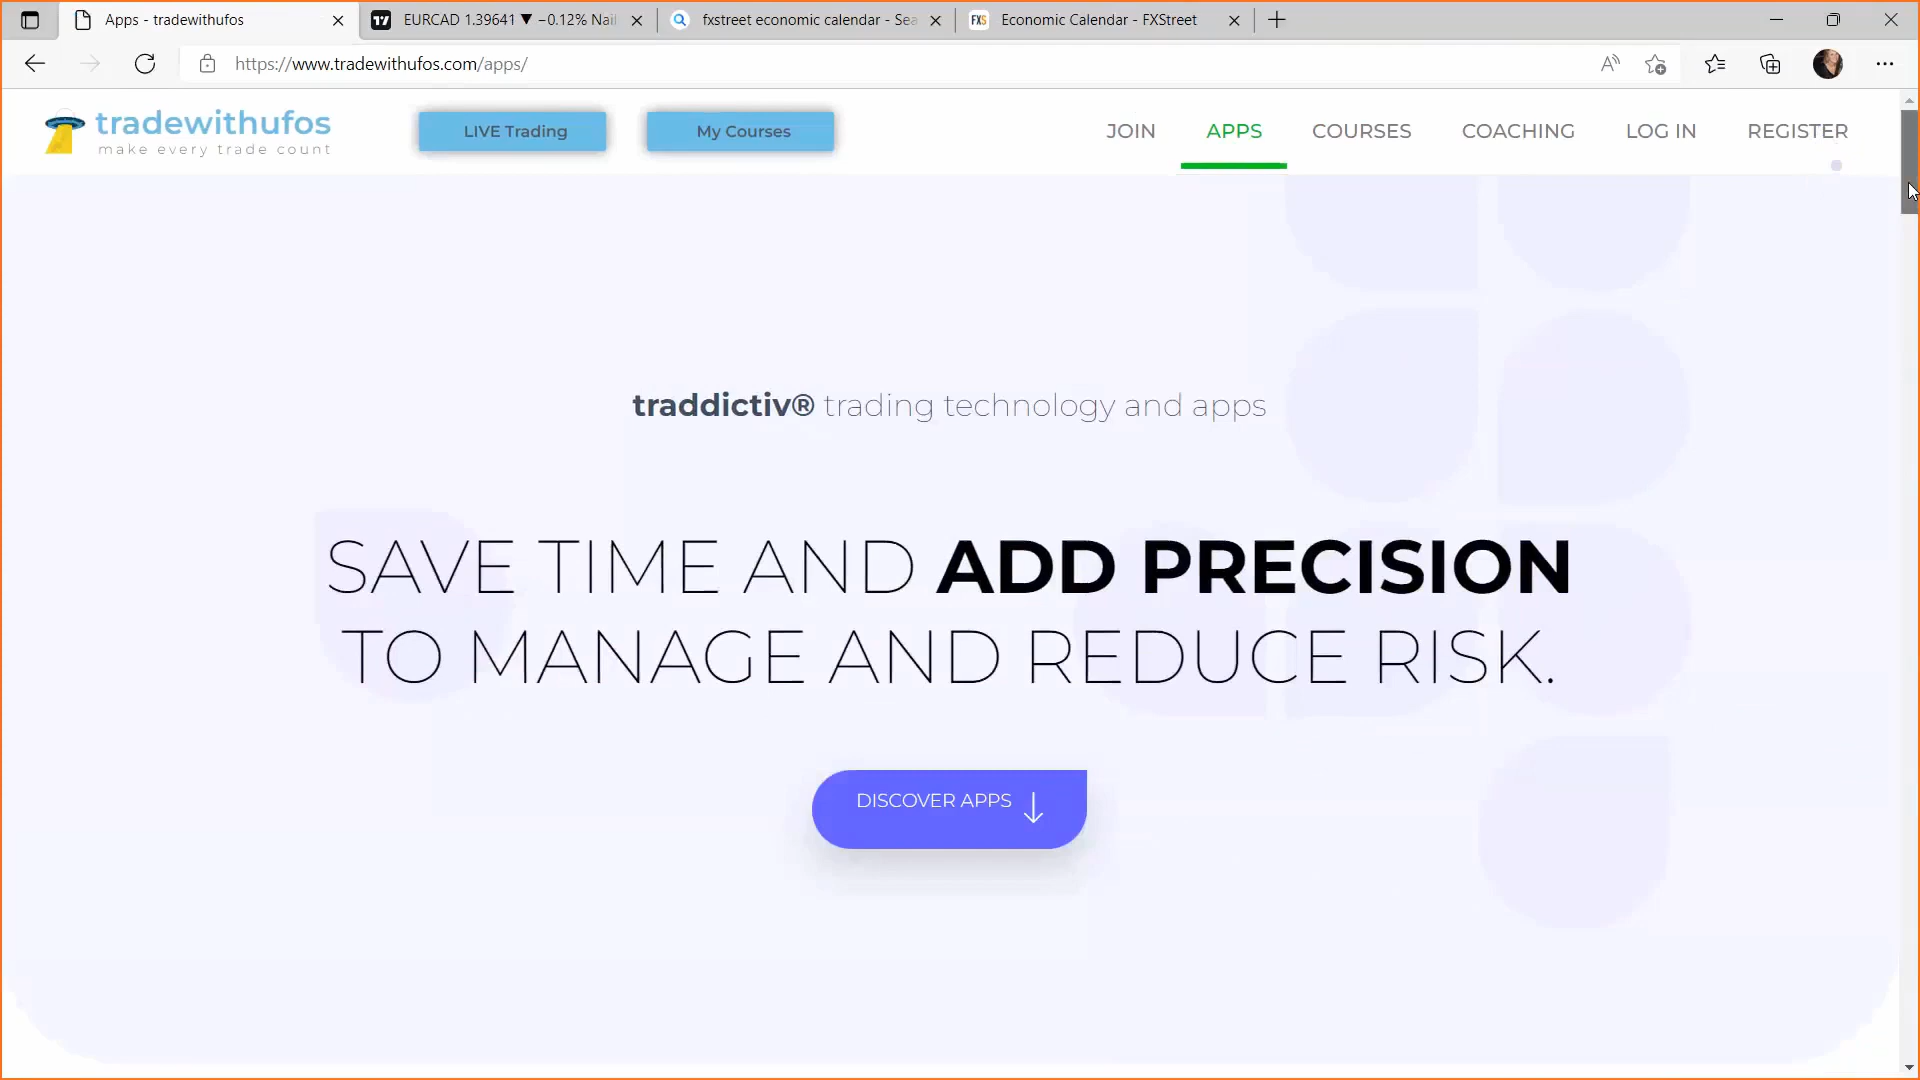 Apps - tradewithufos
EURCAD 1.39641 ▼ −0.12% Nail
fxstreet economic calendar - Sea
FXS
Economic Calendar - FXStreet
https://www.tradewithufos.com/apps/
tradewithufos
make every trade count
LIVE Trading
My Courses
JOIN
APPS
COURSES
COACHING
LOG IN
REGISTER
traddictiv® trading technology and apps
SAVE TIME AND ADD PRECISION
TO MANAGE AND REDUCE RISK.
DISCOVER APPS ↓